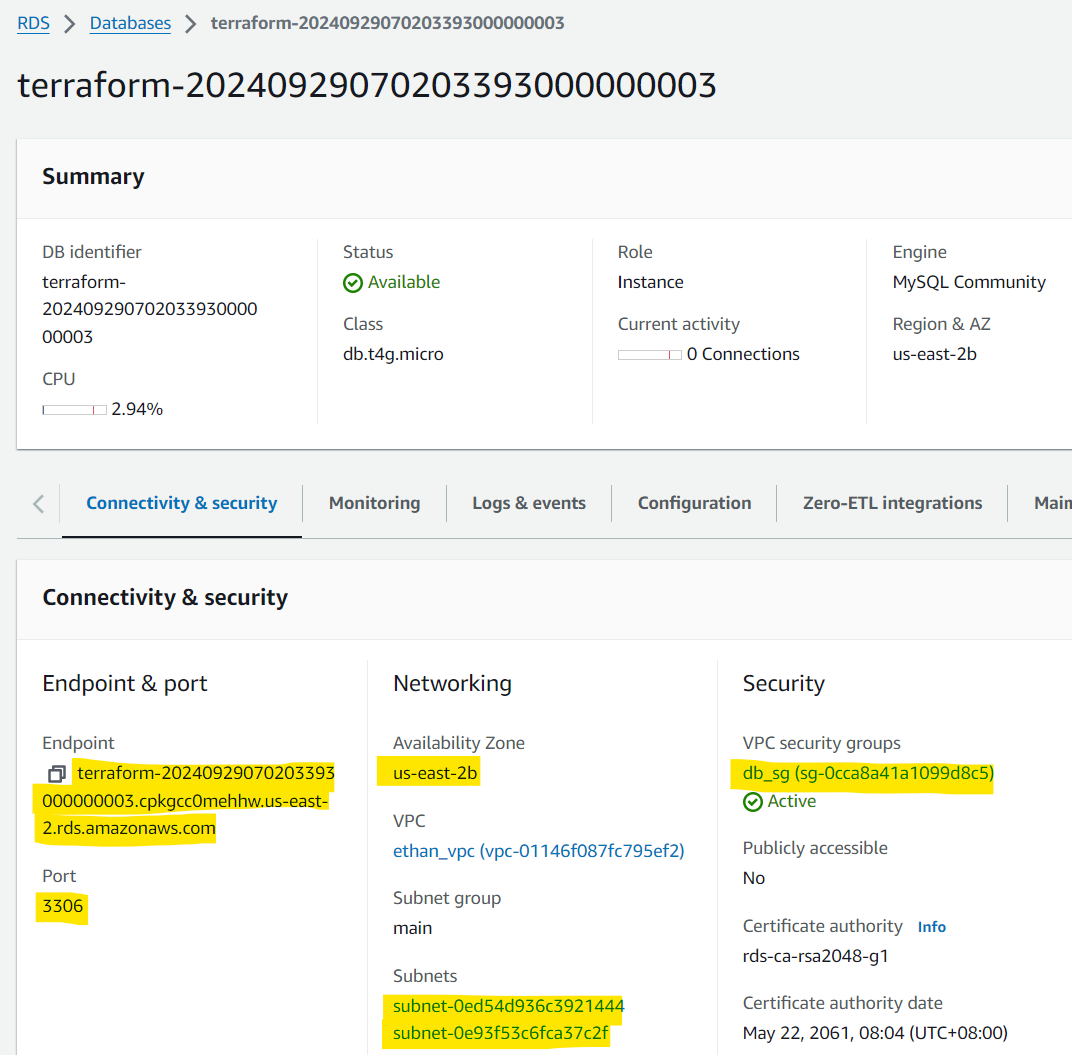 RDS > Databases > terraform-20240929070203393000000003
terraform-20240929070203393000000003
Summary
DB identifier
terraform-
202409290702033930000
00003
CPU
2.94%
Status
Available
Class
db.t4g.micro
Role
Instance
Current activity
0 Connections
Engine
MySQL Community
Region & AZ
us-east-2b
Connectivity & security
Monitoring
Logs & events
Configuration
Zero-ETL integrations
Main
Connectivity & security
Endpoint & port
Endpoint
terraform-20240929070203393
000000003.cpkgcc0mehhw.us-east-
2.rds.amazonaws.com
Port
3306
Networking
Availability Zone
us-east-2b
VPC
ethan_vpc (vpc-01146f087fc795ef2)
Subnet group
main
Subnets
subnet-0ed54d936c3921444
subnet-0e93f53c6fca37c2f
Security
VPC security groups
db_sg (sg-0cca8a41a1099d8c5)
Active
Publicly accessible
No
Certificate authority Info
rds-ca-rsa2048-g1
Certificate authority date
May 22, 2061, 08:04 (UTC+08:00)